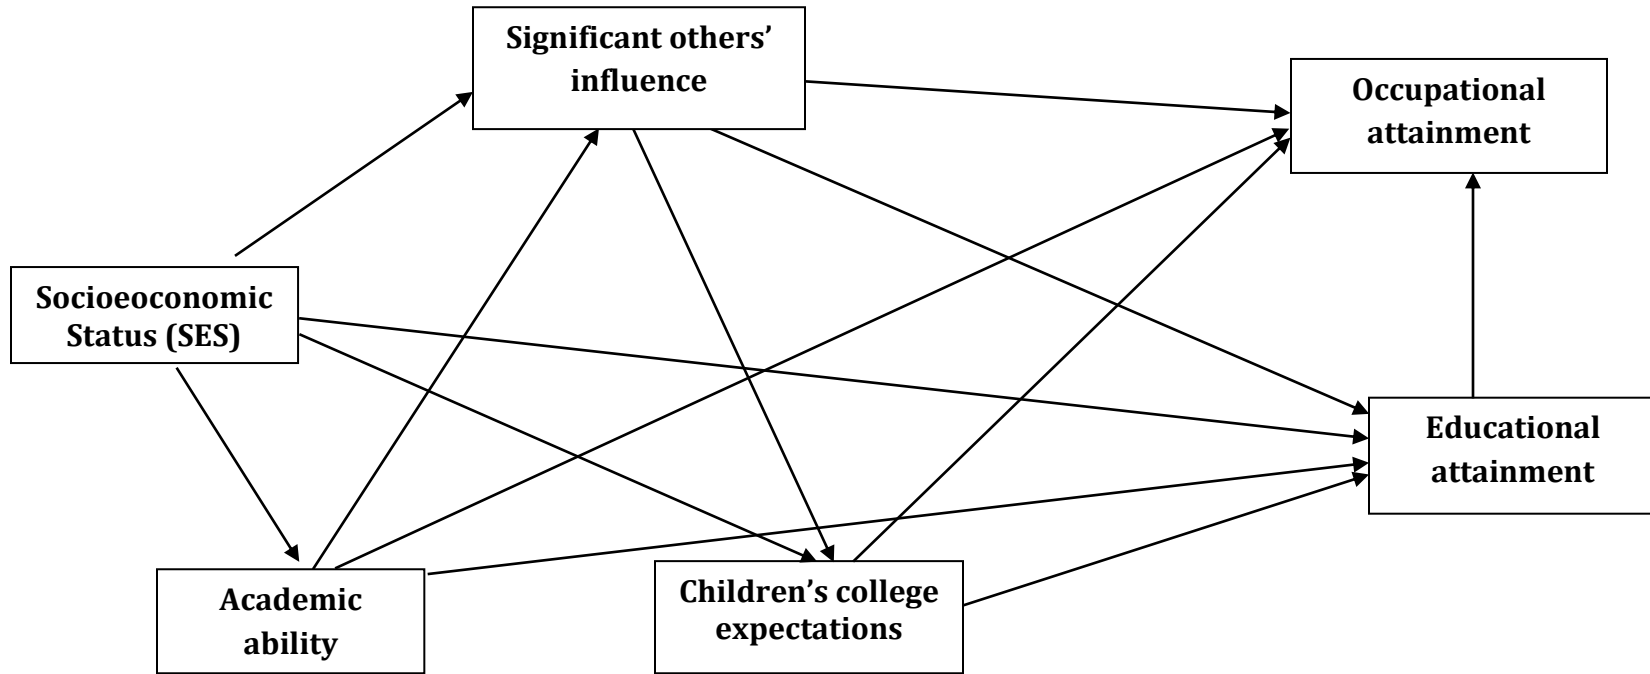 Significant others’
influence
Occupational
attainment
Socioeoconomic
Status (SES)
Educational
attainment
Academic
ability
Children’s college
expectations